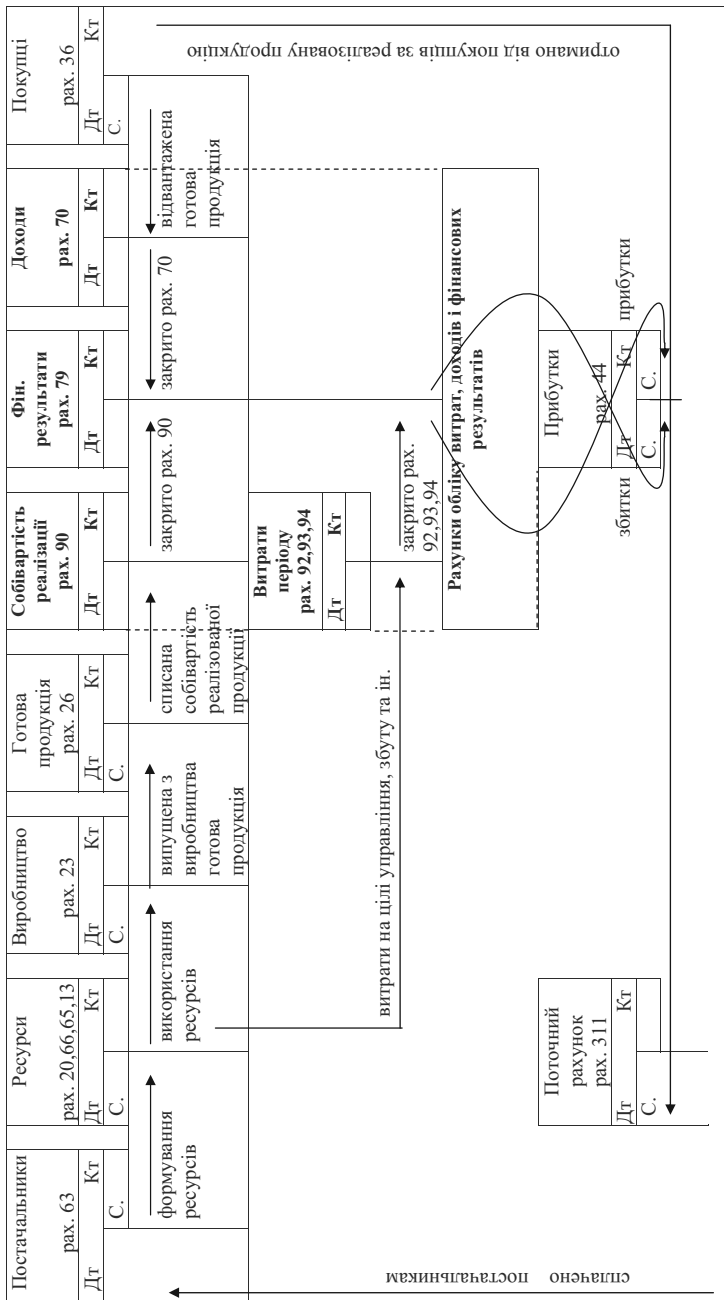 Постачальники
рах. 63
Дт Кт
С.
Ресурси
рах. 20,66,65,13
Дт Кт
С.
Виробництво
рах. 23
Дт Кт
С.
Готова
продукція
рах. 26
Дт Кт
С.
Собівартість
реалізації
рах. 90
Дт Кт
Фін.
результати
рах. 79
Дт Кт
Доходи
рах. 70
Дт Кт
Покупці
рах. 36
Дт Кт
С.
формування
ресурсів
використання
ресурсів
випущена з
виробництва
готова
продукція
списана
собівартість
реалізованої
продукції
закрито рах. 90
закрито рах. 70
відвантажена
готова
продукція
Витрати
періоду
рах. 92,93,94
Дт Кт
витрати на цілі управління, збуту та ін.
закрито рах.
92,93,94
Рахунки обліку витрат, доходів і фінансових
результатів
Поточний
рахунок
рах. 311
Дт Кт
С.
Прибутки
рах. 44
Дт Кт
С. С.
збитки
прибутки
сплачено постачальникам
отримано від покупців за реалізовану продукцію